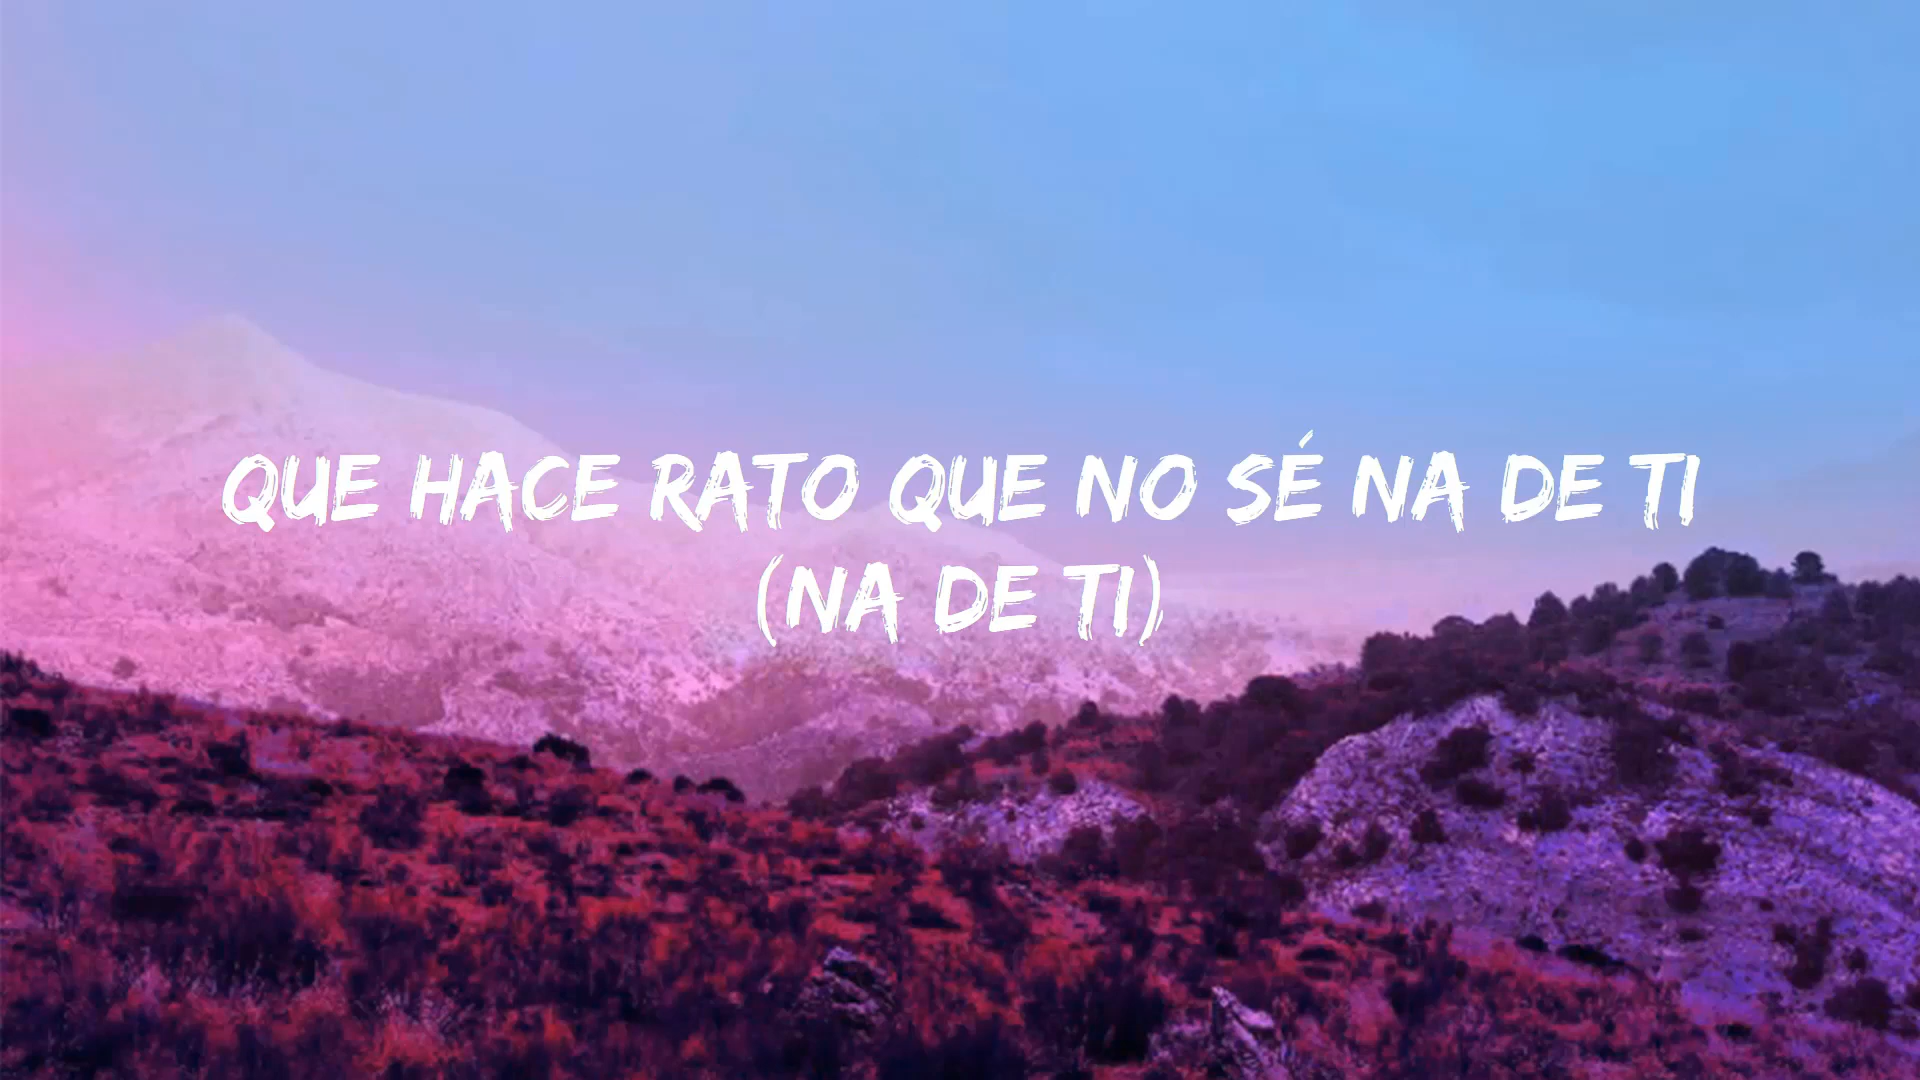 QUE HACE RATO QUE NO SÉ NA DE TI
(NA DE TI)